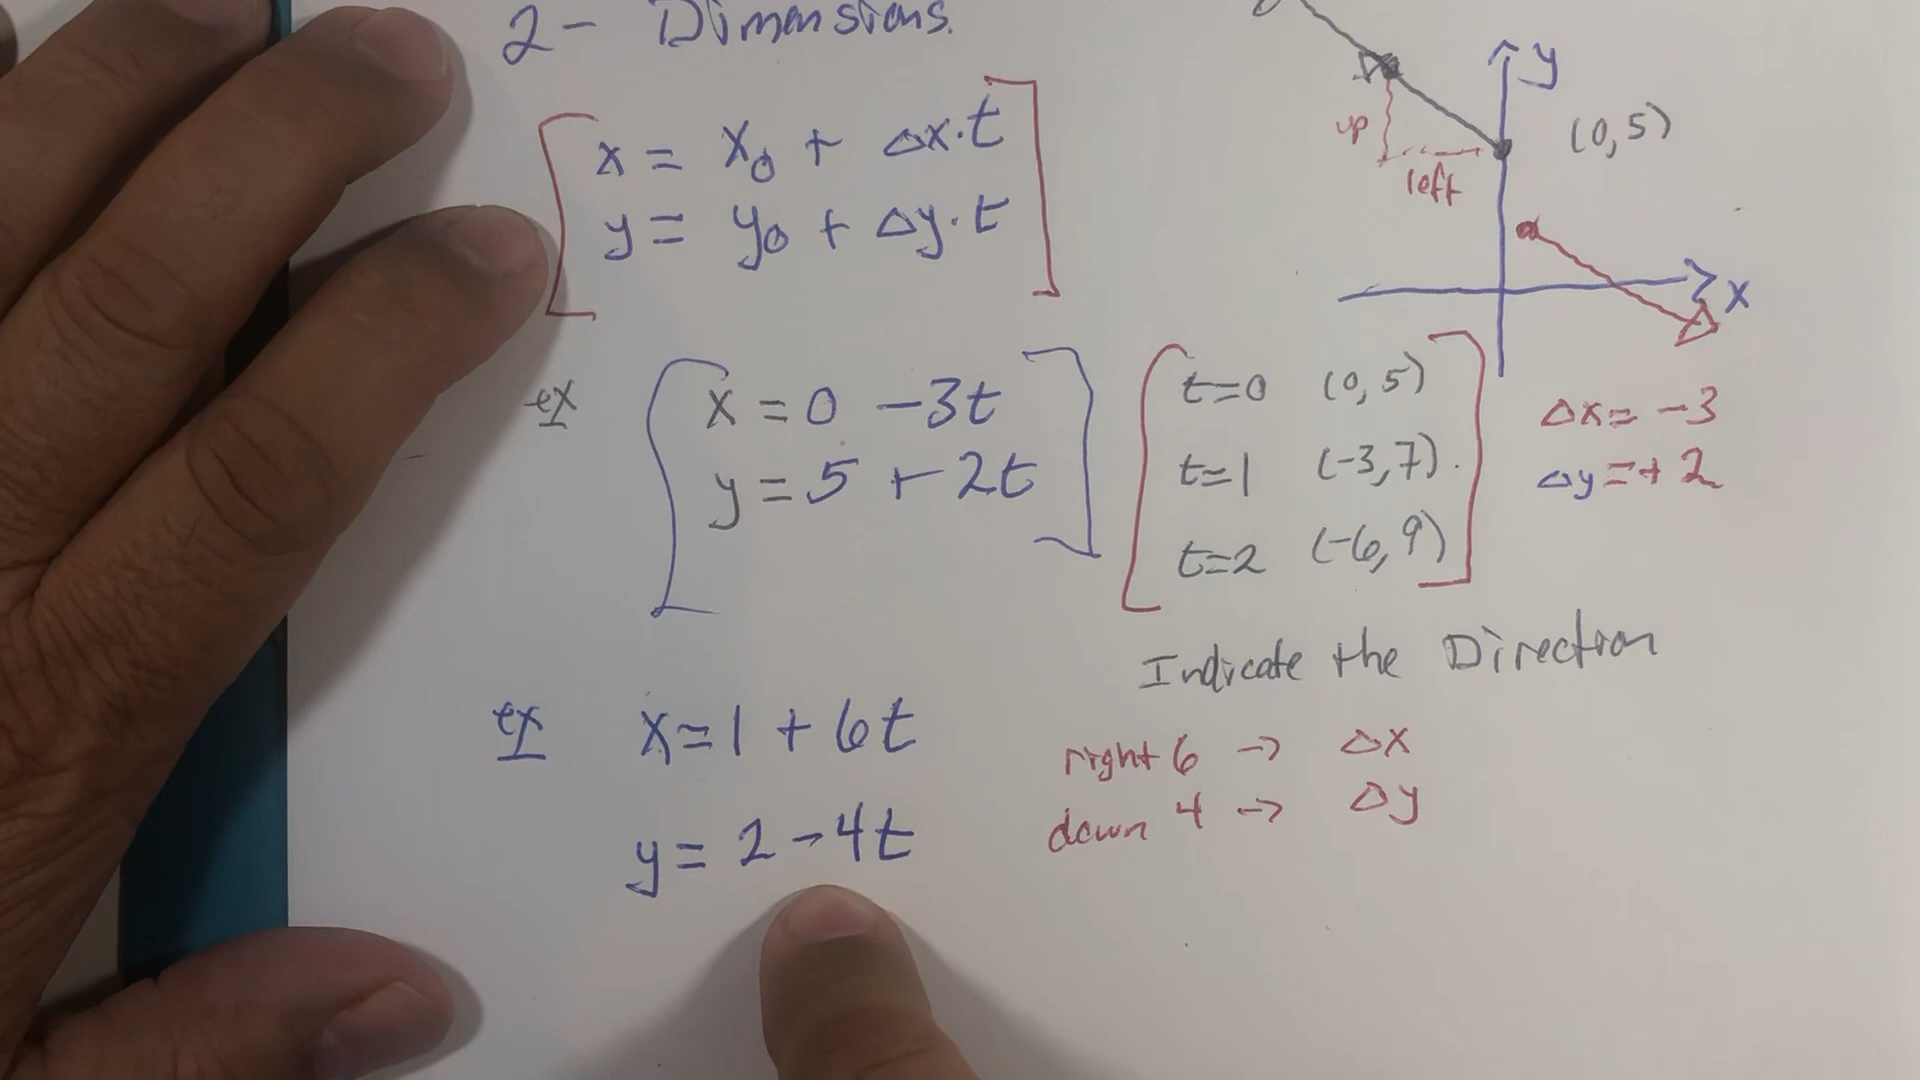 2 - Dimensions.
x = x₀ + Δx·t
y = y₀ + Δy·t
y
(0,5)
up
left
x
ex
x = 0 - 3t
y = 5 + 2t
t=0 (0,5)
t=1 (-3,7).
t=2 (-6,9)
Δx = -3
Δy = +2
Indicate the Direction
ex
x = 1 + 6t
y = 2 - 4t
right 6 → Δx
down 4 → Δy